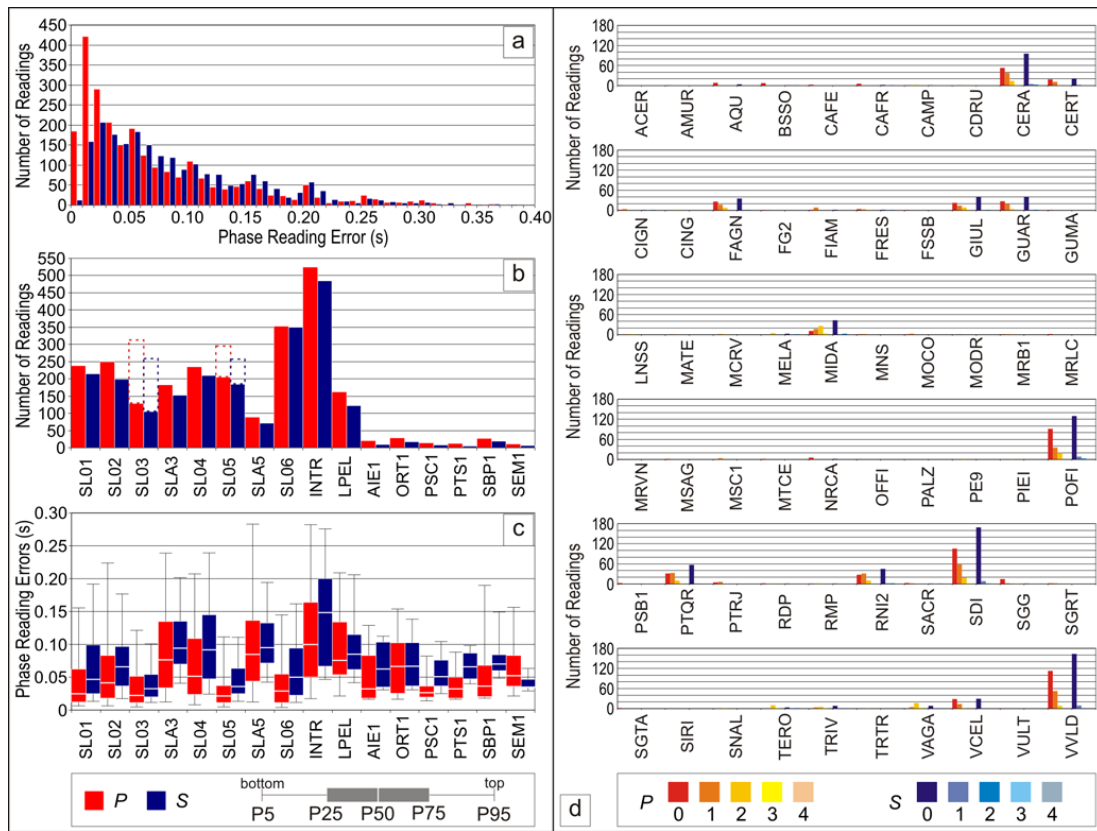 a
Number of Readings
450
400
350
300
250
200
150
100
50
0
0 0.05 0.10 0.15 0.20 0.25 0.30 0.35 0.40
Phase Reading Error (s)
b
Number of Readings
550
500
450
400
350
300
250
200
150
100
50
0
SL01 SL02 SL03 SLA3 SL04 SL05 SLA5 SL06 INTR LPEL AIE1 ORT1 PSC1 PTS1 SBP1 SEM1
c
Phase Reading Errors (s)
0.30
0.25
0.20
0.15
0.10
0.05
0
SL01 SL02 SL03 SLA3 SL04 SL05 SLA5 SL06 INTR LPEL AIE1 ORT1 PSC1 PTS1 SBP1 SEM1
P S
bottom top
P5 P25 P50 P75 P95
Number of Readings
180
120
60
0
ACER AMUR AQU BSSO CAFE CAFR CAMP CDRU CERA CERT
Number of Readings
180
120
60
0
CIGN CING FAGN FG2 FIAM FRES FSSB GIUL GUAR GUMA
180
120
60
0
LNSS MATE MCRV MELA MIDA MNS MOCO MODR MRB1 MRLC
Number of Readings
180
120
60
0
MRVN MSAG MSC1 MTCE NRCA OFFI PALZ PE9 PIEI POFI
Number of Readings
180
120
60
0
PSB1 PTQR PTRJ RDP RMP RNI2 SACR SDI SGG SGRT
180
120
60
0
SGTA SIRI SNAL TERO TRIV TRTR VAGA VCEL VULT VVLD
d
P
0 1 2 3 4
S
0 1 2 3 4